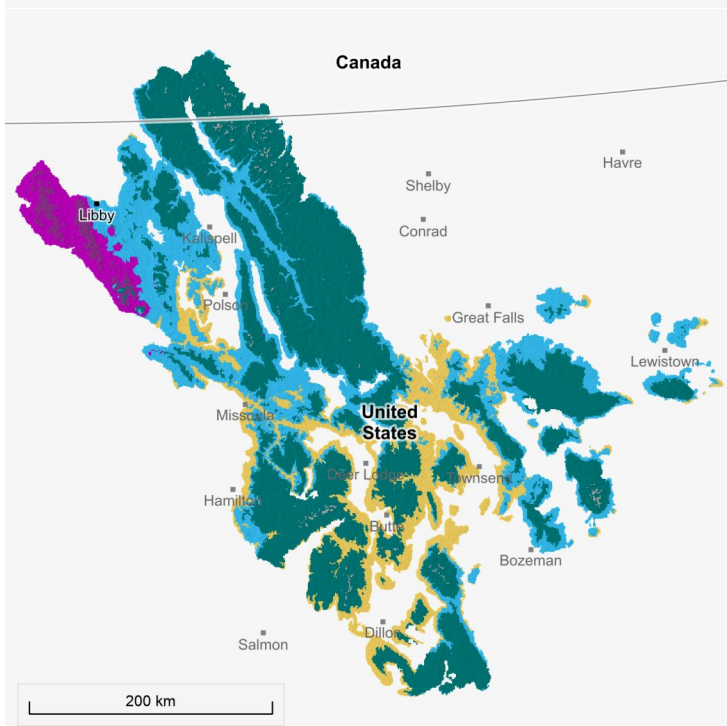 Canada
Havre
Shelby
Libby
Conrad
Kalispell
Polson
Great Falls
Lewistown
Missoula
United
States
Deer Lodge
Townsend
Hamilton
Butte
Bozeman
Dillon
Salmon
200 km